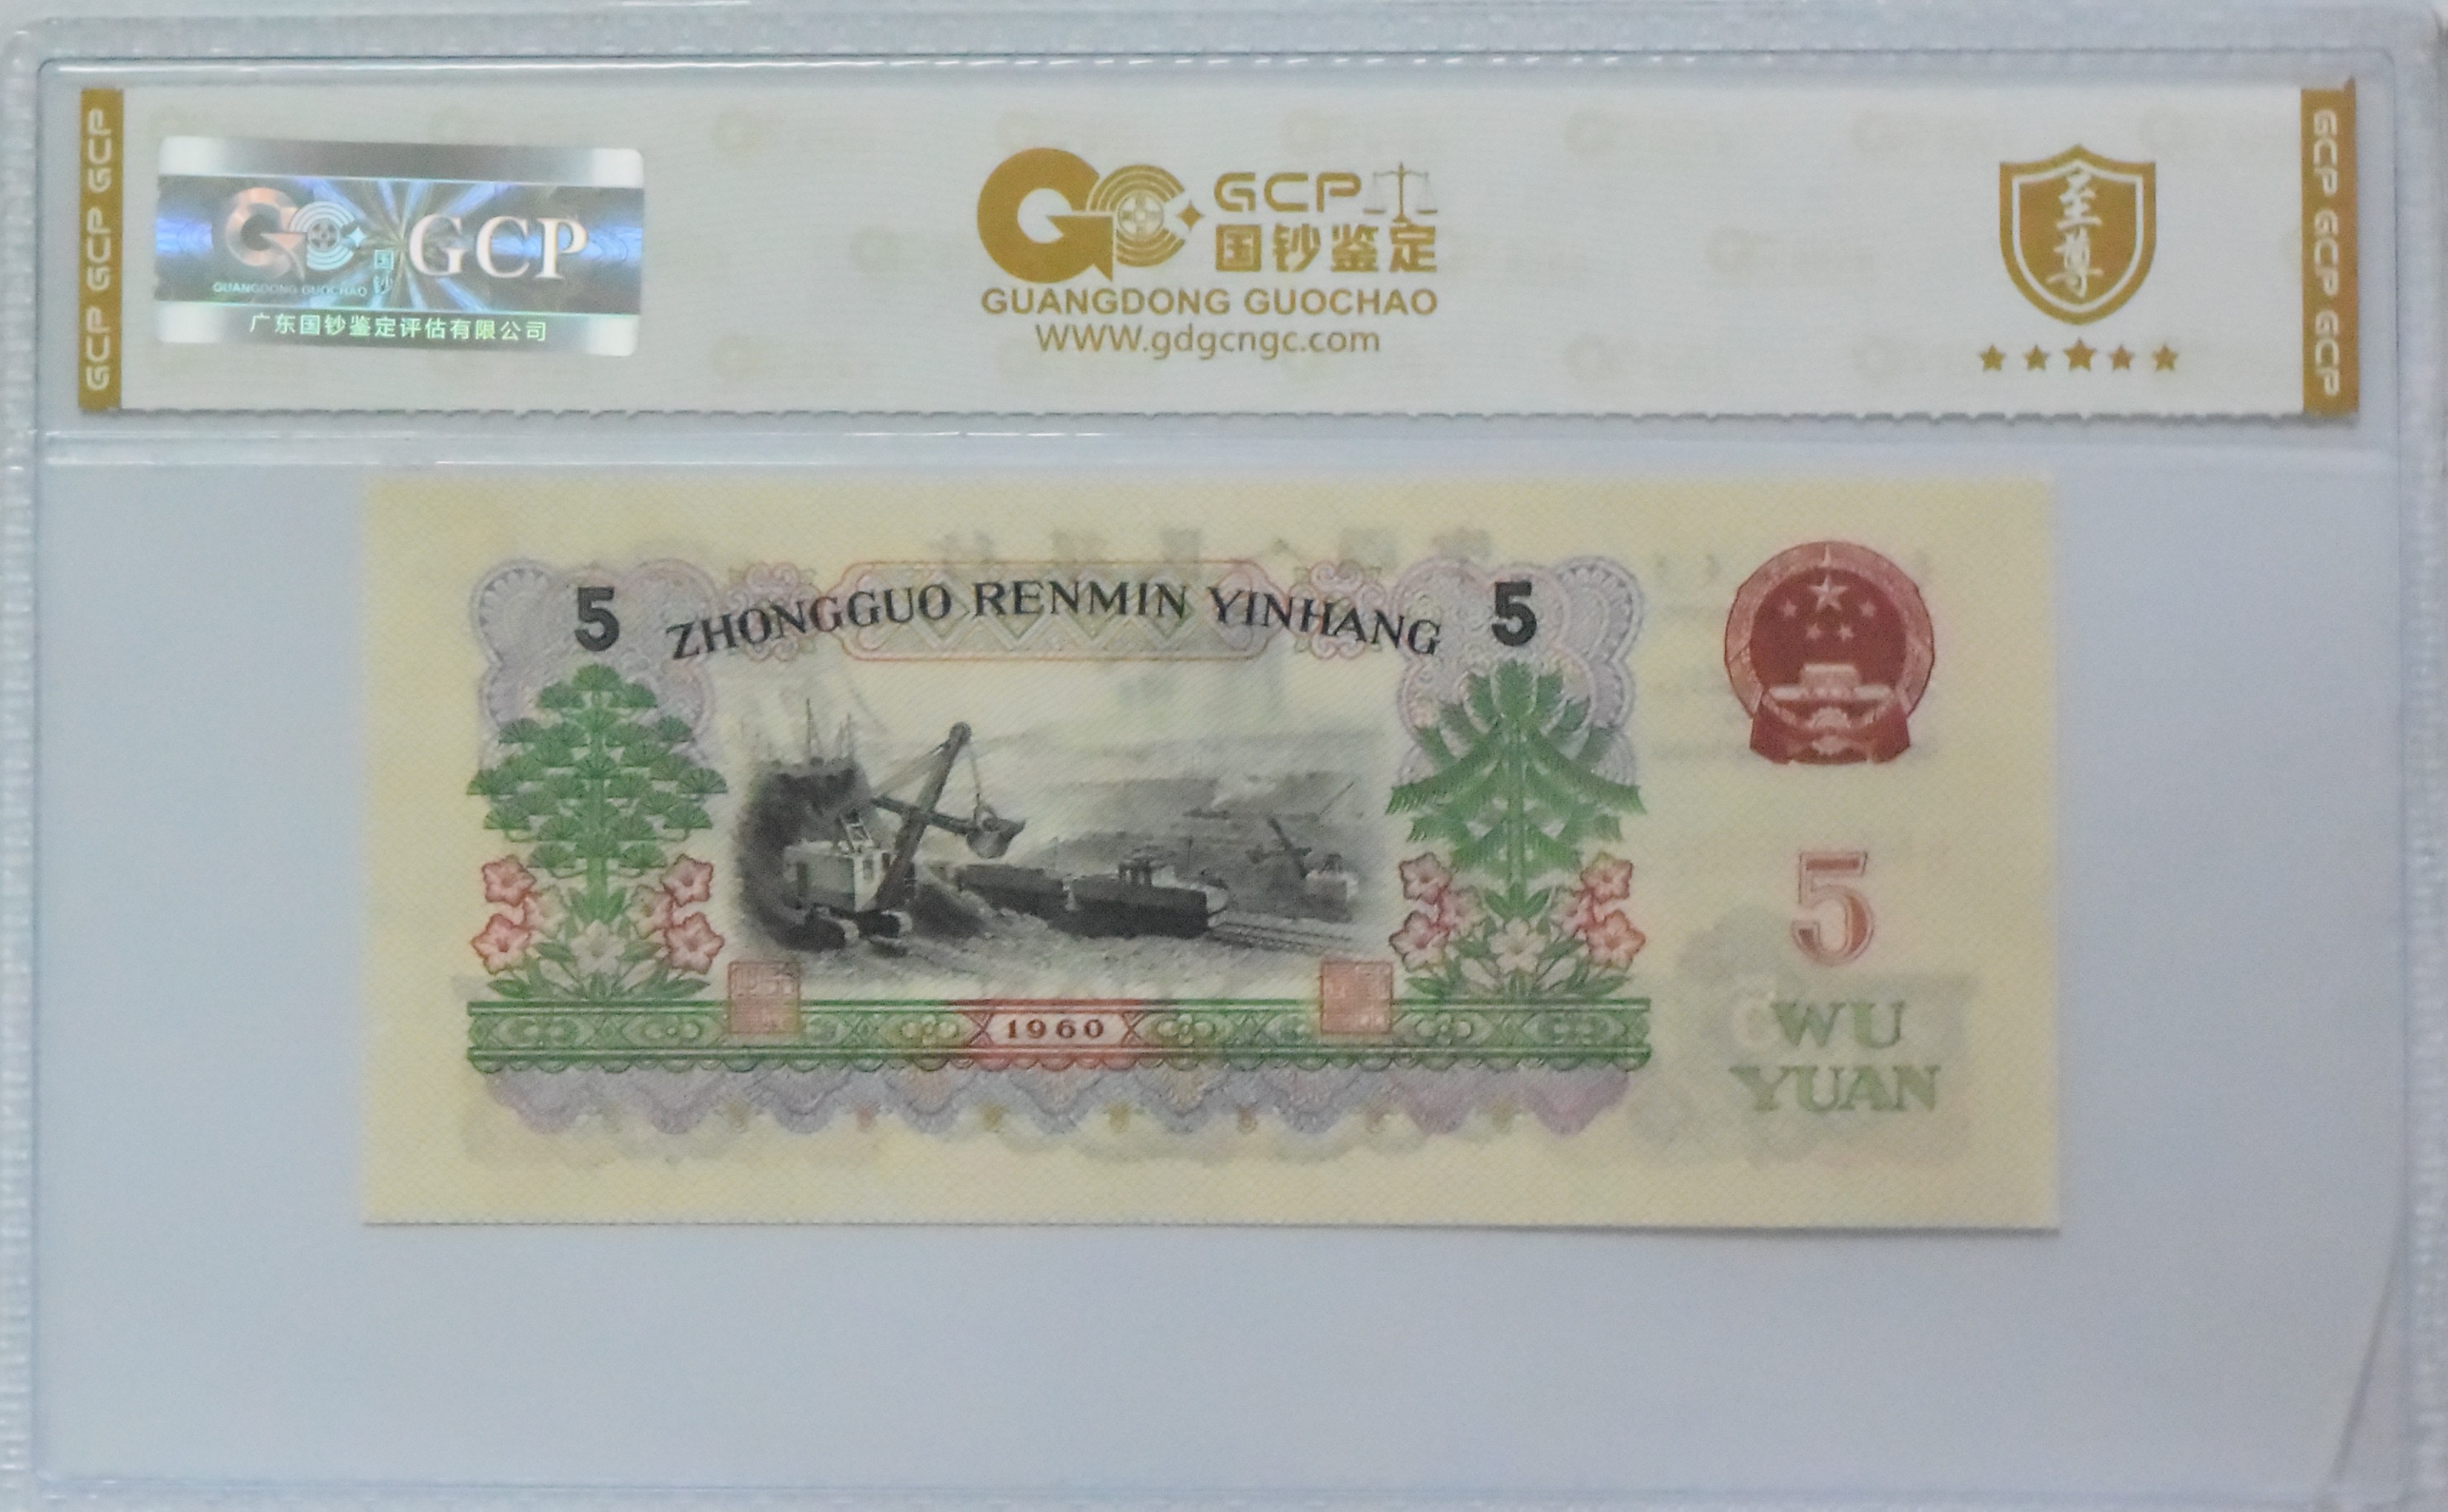 GCP GCP GCP
GC 国钞 GCP
GUANGDONG GUOCHAO
广东国钞鉴定评估有限公司
GCP
国钞鉴定
GUANGDONG GUOCHAO
WWW.gdgcngc.com
至尊
GCP GCP GCP
5 ZHONGGUO RENMIN YINHANG 5
1960
5
WU
YUAN